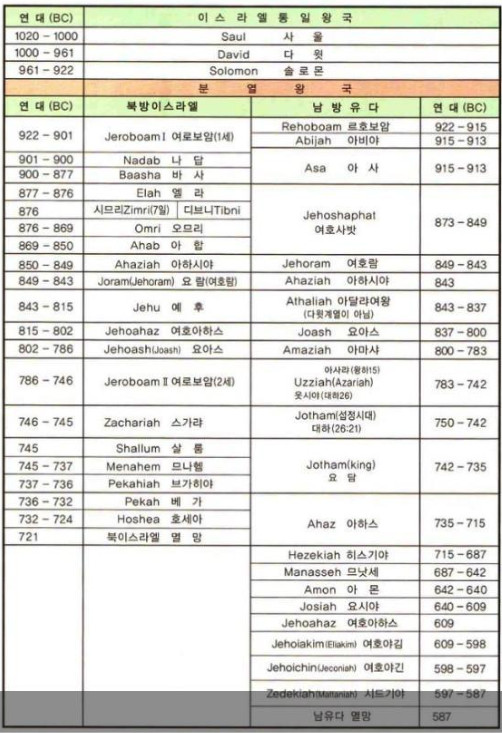 연 대 (BC) 이 스 라 엘 통 일 왕 국
1020 - 1000 Saul 사 울
1000 - 961 David 다 윗
961 - 922 Solomon 솔 로 몬
분 열 왕 국
연 대 (BC) 북방이스라엘 남 방 유 다 연 대 (BC)
922 - 901 Jeroboam I 여로보암(1세) Rehoboam 르호보암 922 - 915
Abijah 아비야 915 - 913
901 - 900 Nadab 나 답 Asa 아 사 915 - 913
900 - 877 Baasha 바 사
877 - 876 Elah 엘 라 Jehoshaphat 여호사밧 873 - 849
876 시므리Zimri(7일) 디브니Tibni
876 - 869 Omri 오므리
869 - 850 Ahab 아 합
850 - 849 Ahaziah 아하시야 Jehoram 여호람 849 - 843
849 - 843 Joram(Jehoram) 요 람(여호람) Ahaziah 아하시야 843
843 - 815 Jehu 예 후 Athaliah 아달랴여왕 843 - 837
(다윗계열이 아님)
815 - 802 Jehoahaz 여호아하스 Joash 요아스 837 - 800
802 - 786 Jehoash(Joash) 요아스 Amaziah 아마샤 800 - 783
아사랴(왕하15)
786 - 746 Jeroboam II 여로보암(2세) Uzziah(Azariah) 783 - 742
웃시야(대하26)
746 - 745 Zachariah 스가랴 Jotham(섭정시대) 750 - 742
대하(26:21)
745 Shallum 살 룸 Jotham(king) 742 - 735
745 - 737 Menahem 므나헴 요 담
737 - 736 Pekahiah 브가히야
736 - 732 Pekah 베 가 Ahaz 아하스 735 - 715
732 - 724 Hoshea 호세아
721 북이스라엘 멸 망
Hezekiah 히스기야 715 - 687
Manasseh 므낫세 687 - 642
Amon 아 몬 642 - 640
Josiah 요시야 640 - 609
Jehoahaz 여호아하스 609
Jehoiakim(Eliakim) 여호야김 609 - 598
Jehoichin(Jeconiah) 여호야긴 598 - 597
Zedekiah(Mattaniah) 시드기야 597 - 587
남유다 멸망 587